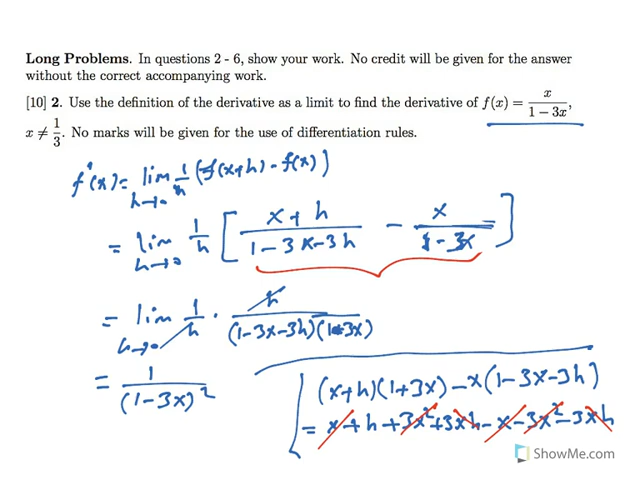 Long Problems. In questions 2 - 6, show your work. No credit will be given for the answer
without the correct accompanying work.
[10] 2. Use the definition of the derivative as a limit to find the derivative of f(x) = x/(1 − 3x),
x ≠ 1/3. No marks will be given for the use of differentiation rules.
f'(x) = lim h→0 1/h (f(x+h) - f(x))
= lim h→0 1/h [ (x+h)/(1-3x-3h) - x/(1-3x) ]
= lim h→0 1/h · h/((1-3x-3h)(1+3x))
= 1/(1-3x)²
(x+h)(1+3x) - x(1-3x-3h)
= x+h+3x²+3xh-x-3x²-3xh
ShowMe.com